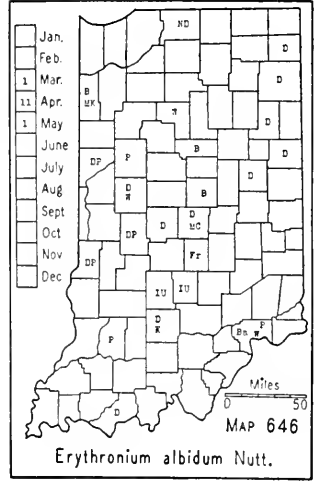 Jan.
Feb.
1 Mar.
11 Apr.
1 May
June
July
Aug
Sept
Oct
Nov
Dec
ND
D
D
B
MK
D
W
B
D
DP
P
D
D
W
B
D
D
MC
DP
DP
Fr
IU
IU
D
K
P
Bn
P
W
D
Miles
0 50
MAP 646
Erythronium albidum Nutt.